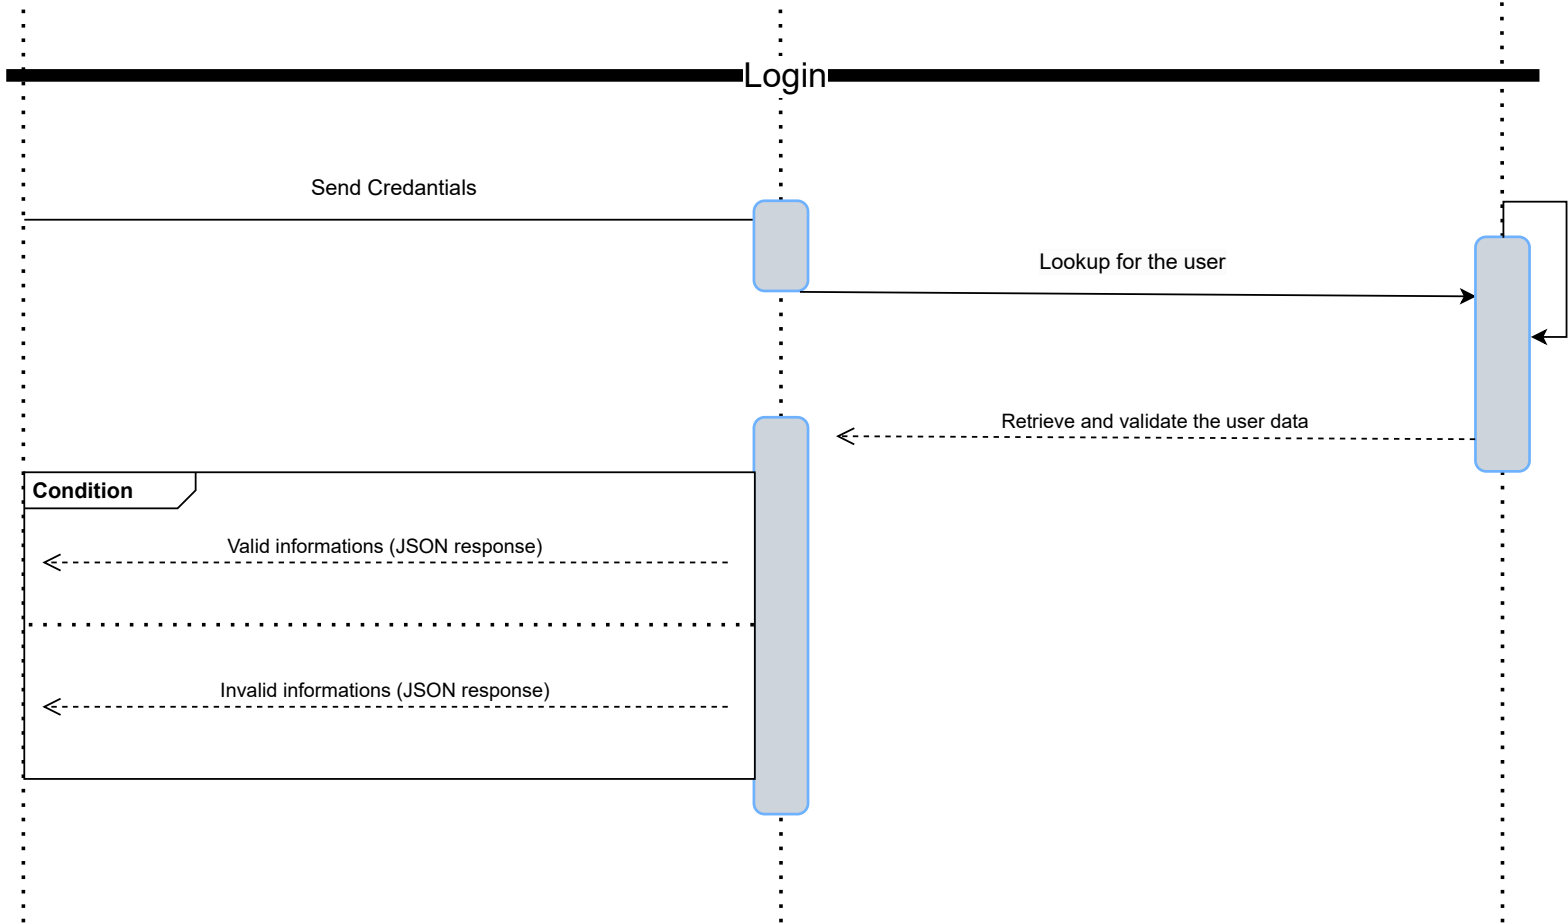 Login
Send Credantials
Lookup for the user
Retrieve and validate the user data
Condition
Valid informations (JSON response)
Invalid informations (JSON response)